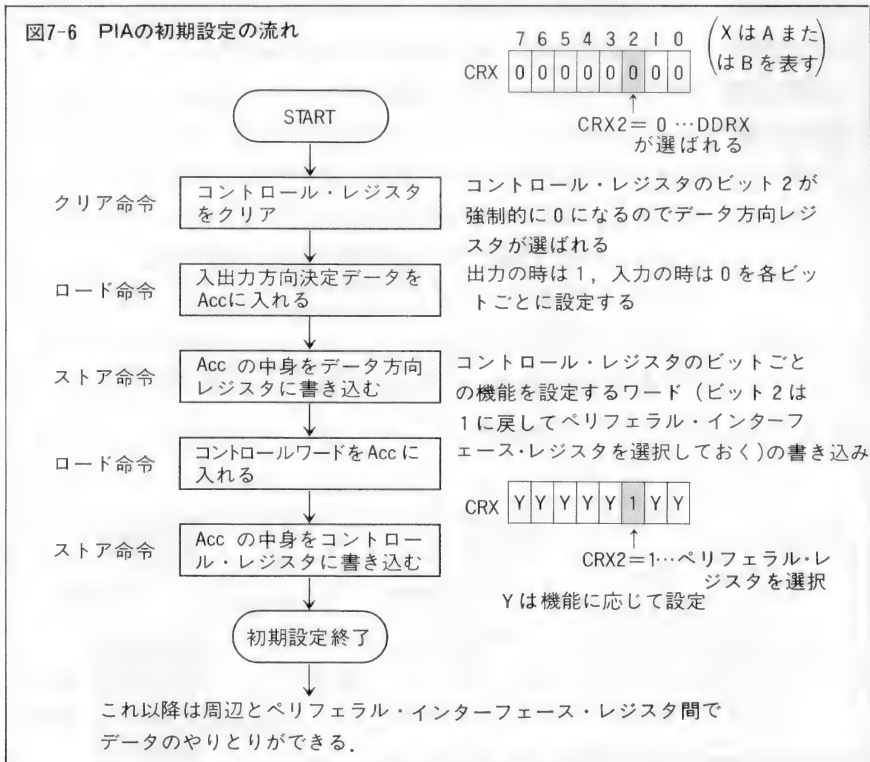 図7-6 PIAの初期設定の流れ
7 6 5 4 3 2 1 0
(XはAまた
はBを表す)
CRX 0 0 0 0 0 0 0 0
CRX2=0…DDRX
が選ばれる
START
クリア命令
コントロール・レジスタ
をクリア
コントロール・レジスタのビット2が
強制的に0になるのでデータ方向レジ
スタが選ばれる
ロード命令
入出力方向決定データを
Accに入れる
出力の時は1，入力の時は0を各ビッ
トごとに設定する
ストア命令
Acc の中身をデータ方向
レジスタに書き込む
コントロール・レジスタのビットごと
の機能を設定するワード（ビット2は
1に戻してペリフェラル・インターフ
ェース・レジスタを選択しておく)の書き込み
ロード命令
コントロールワードをAccに
入れる
CRX Y Y Y Y Y 1 Y Y
ストア命令
Acc の中身をコントロー
ル・レジスタに書き込む
CRX2=1…ペリフェラル・レ
ジスタを選択
Yは機能に応じて設定
初期設定終了
これ以降は周辺とペリフェラル・インターフェース・レジスタ間で
データのやりとりができる．